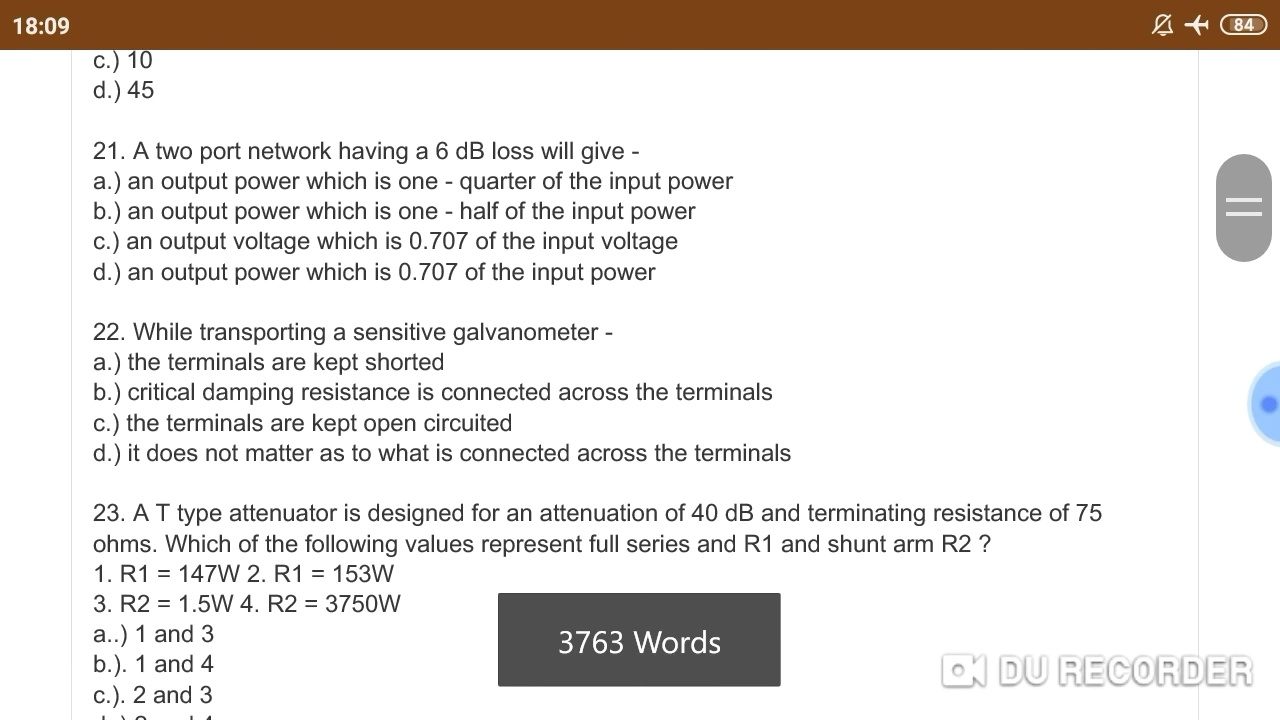 18:09
84
c.) 10
d.) 45
21. A two port network having a 6 dB loss will give -
a.) an output power which is one - quarter of the input power
b.) an output power which is one - half of the input power
c.) an output voltage which is 0.707 of the input voltage
d.) an output power which is 0.707 of the input power
22. While transporting a sensitive galvanometer -
a.) the terminals are kept shorted
b.) critical damping resistance is connected across the terminals
c.) the terminals are kept open circuited
d.) it does not matter as to what is connected across the terminals
23. A T type attenuator is designed for an attenuation of 40 dB and terminating resistance of 75
ohms. Which of the following values represent full series and R1 and shunt arm R2 ?
1. R1 = 147W 2. R1 = 153W
3. R2 = 1.5W 4. R2 = 3750W
a..) 1 and 3
b.). 1 and 4
c.). 2 and 3
3763 Words
DU RECORDER